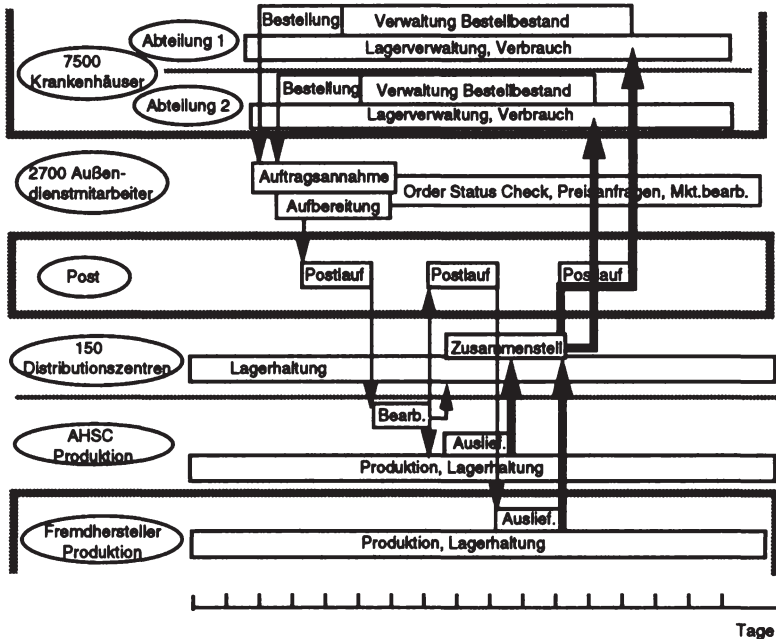 Bestellung
Verwaltung Bestellbestand
Abteilung 1
Lagerverwaltung, Verbrauch
7500
Krankenhäuser
Bestellung
Verwaltung Bestellbestand
Abteilung 2
Lagerverwaltung, Verbrauch
2700 Außen-
dienstmitarbeiter
Auftragsannahme
Order Status Check, Preisanfragen, Mkt.bearb.
Aufbereitung
Post
Postlauf
Postlauf
Postlauf
150
Distributionszentren
Zusammenstell
Lagerhaltung
Bearb.
AHSC
Produktion
Auslief.
Produktion, Lagerhaltung
Auslief.
Fremdhersteller
Produktion
Produktion, Lagerhaltung
Tage